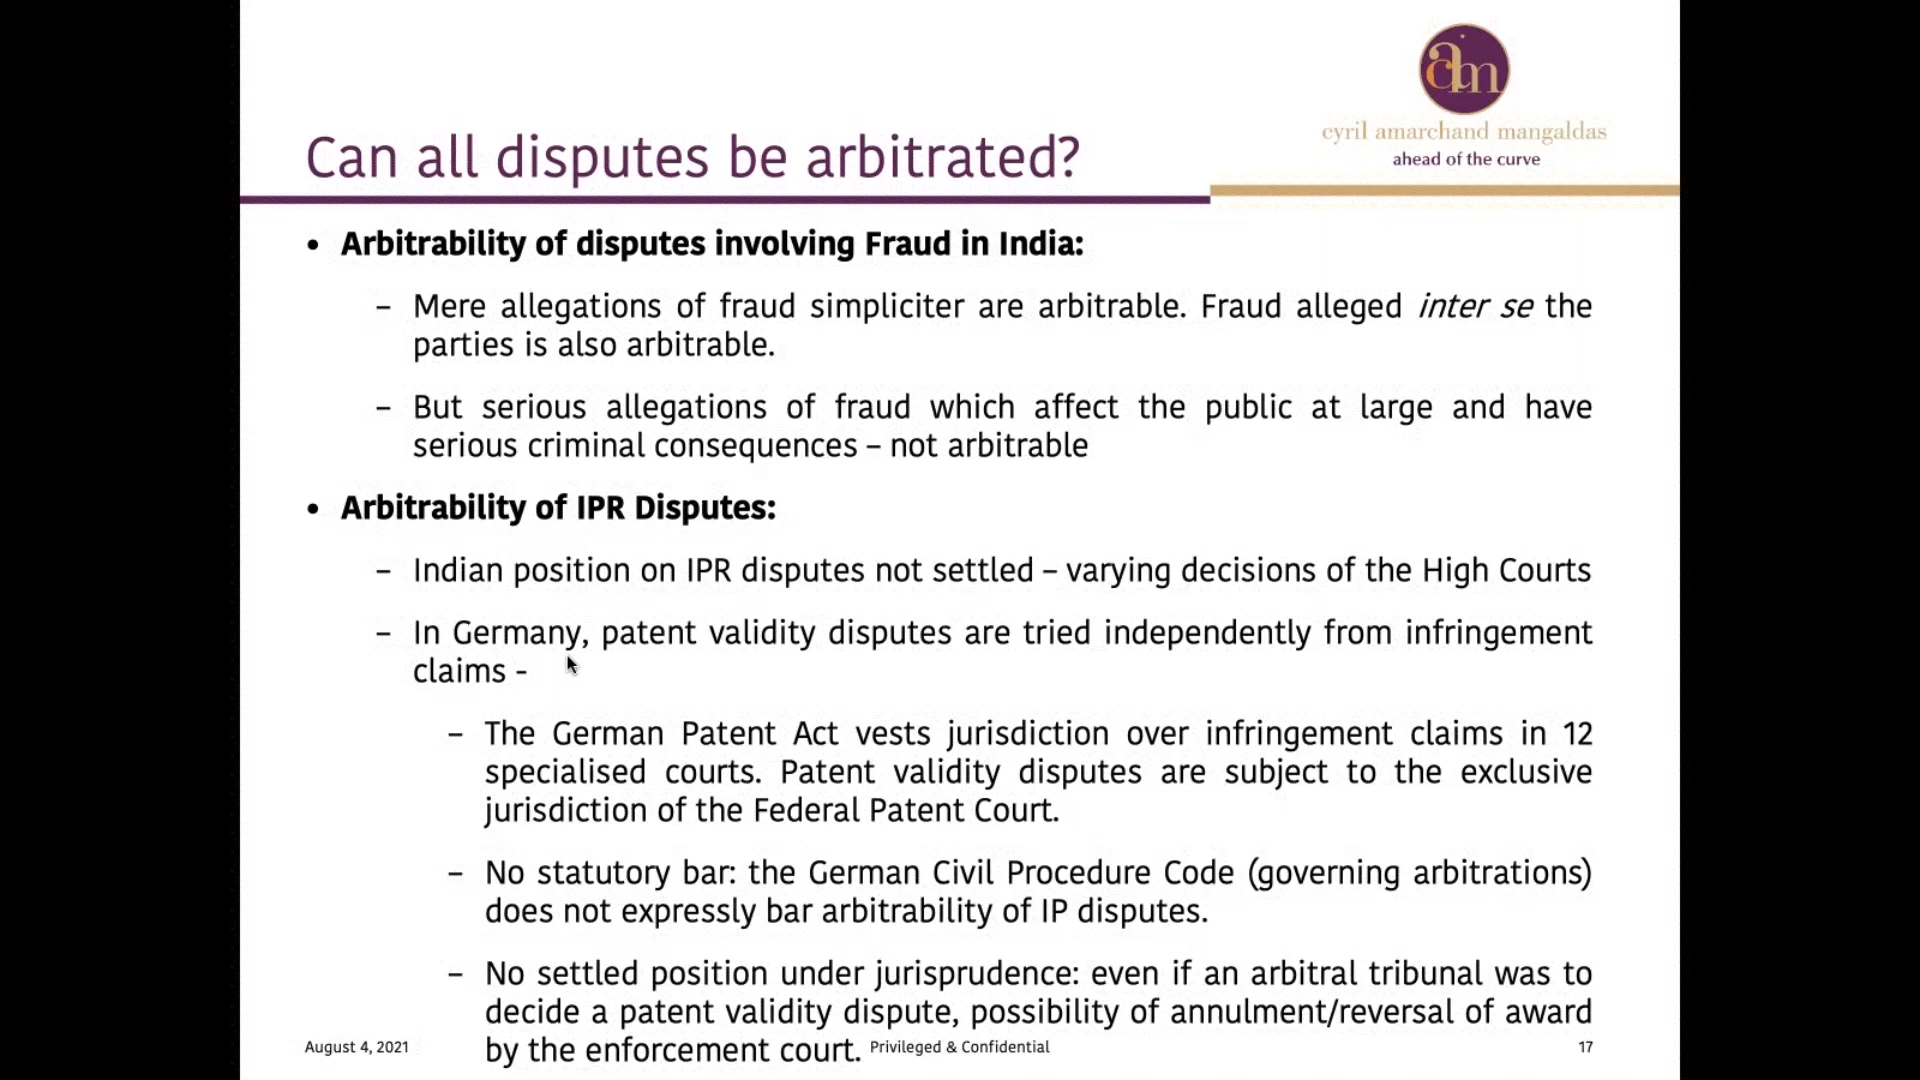 cam
cyril amarchand mangaldas
ahead of the curve
Can all disputes be arbitrated?
• Arbitrability of disputes involving Fraud in India:
– Mere allegations of fraud simpliciter are arbitrable. Fraud alleged inter se the
parties is also arbitrable.
– But serious allegations of fraud which affect the public at large and have
serious criminal consequences – not arbitrable
• Arbitrability of IPR Disputes:
– Indian position on IPR disputes not settled – varying decisions of the High Courts
– In Germany, patent validity disputes are tried independently from infringement
claims -
– The German Patent Act vests jurisdiction over infringement claims in 12
specialised courts. Patent validity disputes are subject to the exclusive
jurisdiction of the Federal Patent Court.
– No statutory bar: the German Civil Procedure Code (governing arbitrations)
does not expressly bar arbitrability of IP disputes.
– No settled position under jurisprudence: even if an arbitral tribunal was to
decide a patent validity dispute, possibility of annulment/reversal of award
by the enforcement court.
August 4, 2021
Privileged & Confidential
17